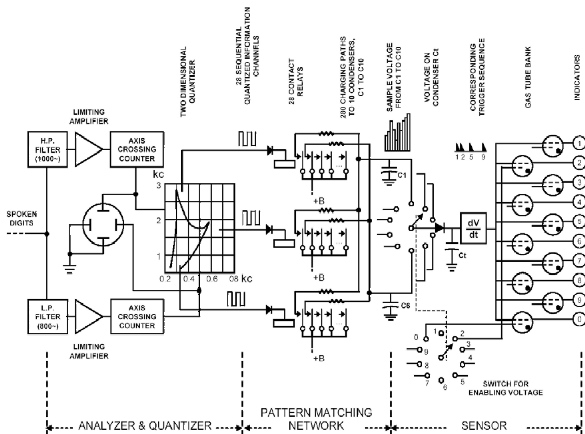 TWO DIMENSIONAL
QUANTIZER
28 SEQUENTIAL
QUANTIZED INFORMATION
CHANNELS
28 CONTACT
RELAYS
280 CHARGING PATHS
TO 10 CONDENSERS,
C1 TO C10
SAMPLE VOLTAGE
FROM C1 TO C10
VOLTAGE ON
CONDENSER Ct
CORRESPONDING
TRIGGER SEQUENCE
GAS TUBE BANK
INDICATORS
LIMITING
AMPLIFIER
H.P.
FILTER
(1000~)
AXIS
CROSSING
COUNTER
kc
3
2
1
0.2
0.6
08
kc
SPOKEN
DIGITS
L.P.
FILTER
(800~)
AXIS
CROSSING
COUNTER
LIMITING
AMPLIFIER
+B
+B
+B
C1
C6
Ct
dV
dt
1 2 5 9
1
2
3
4
5
6
7
8
9
0
0
1
2
3
4
5
6
7
8
9
SWITCH FOR
ENABLING VOLTAGE
ANALYZER & QUANTIZER
PATTERN MATCHING
NETWORK
SENSOR